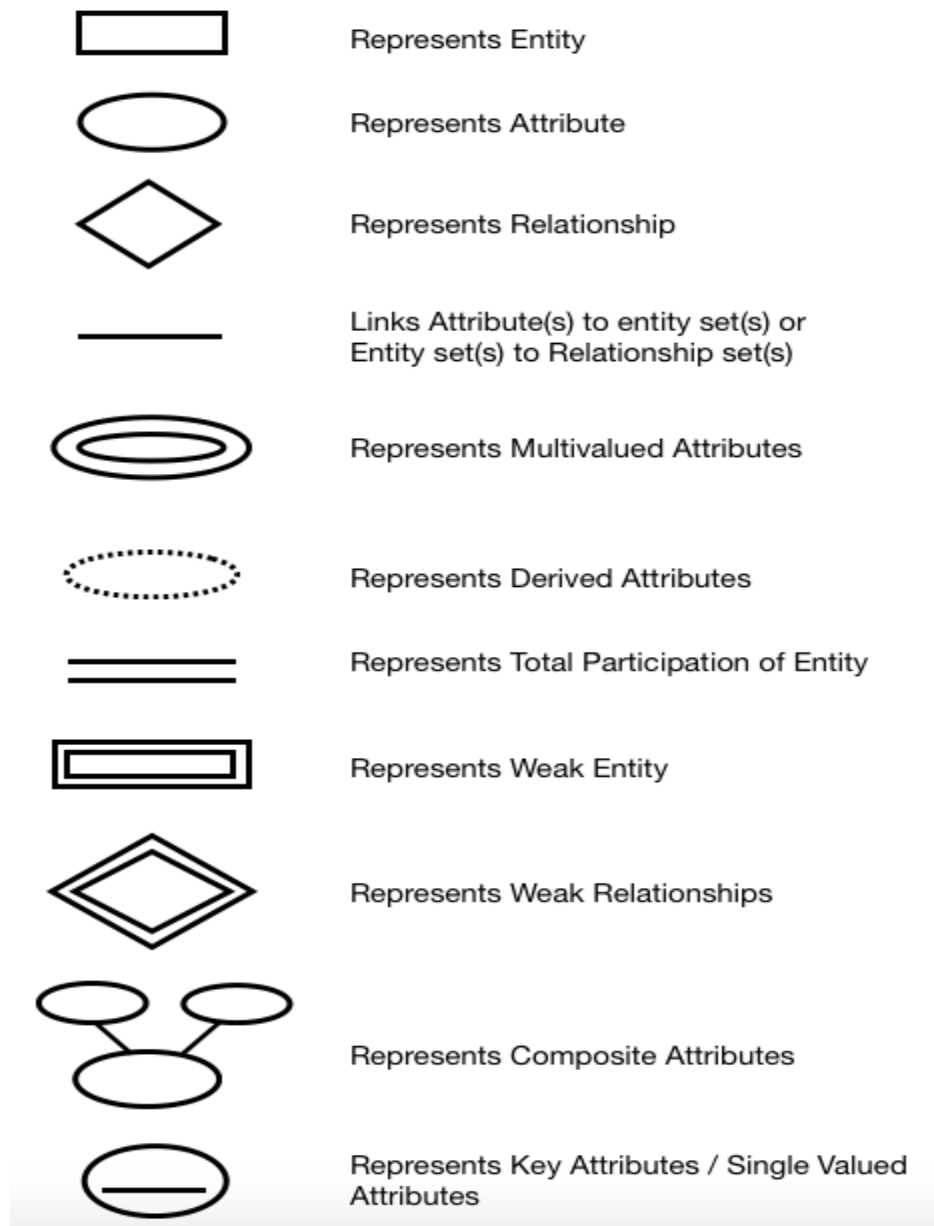 Represents Entity
Represents Attribute
Represents Relationship
Links Attribute(s) to entity set(s) or
Entity set(s) to Relationship set(s)
Represents Multivalued Attributes
Represents Derived Attributes
Represents Total Participation of Entity
Represents Weak Entity
Represents Weak Relationships
Represents Composite Attributes
Represents Key Attributes / Single Valued
Attributes